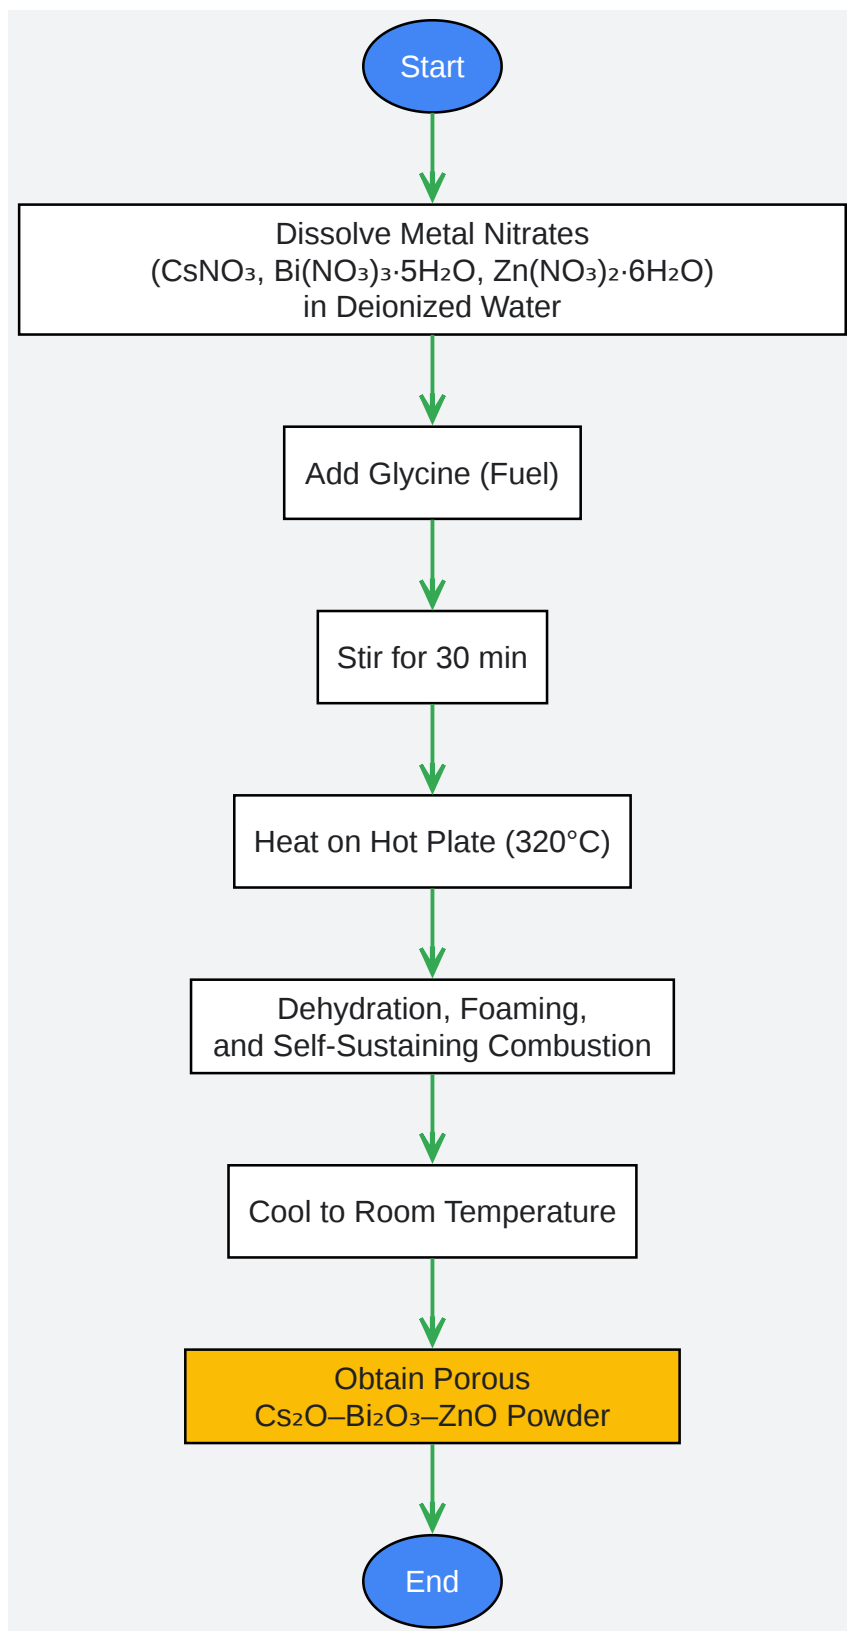 Start
Dissolve Metal Nitrates
(CsNO₃, Bi(NO₃)₃·5H₂O, Zn(NO₃)₂·6H₂O)
in Deionized Water
Add Glycine (Fuel)
Stir for 30 min
Heat on Hot Plate (320°C)
Dehydration, Foaming,
and Self-Sustaining Combustion
Cool to Room Temperature
Obtain Porous
Cs₂O–Bi₂O₃–ZnO Powder
End